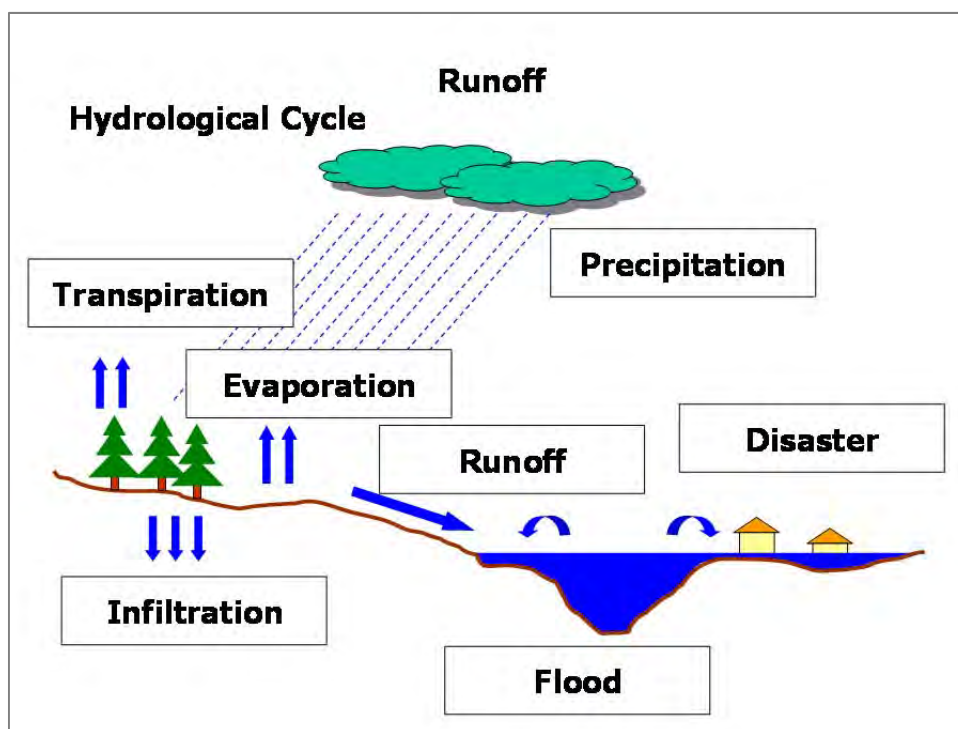 Runoff
Hydrological Cycle
Precipitation
Transpiration
Evaporation
Disaster
Runoff
Infiltration
Flood